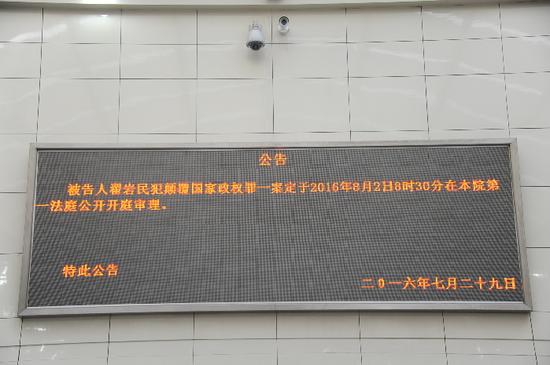 公告
被告人翟岩民犯颠覆国家政权罪一案定于2016年8月2日8时30分在本院第
一法庭公开开庭审理。
特此公告
二0一六年七月二十九日